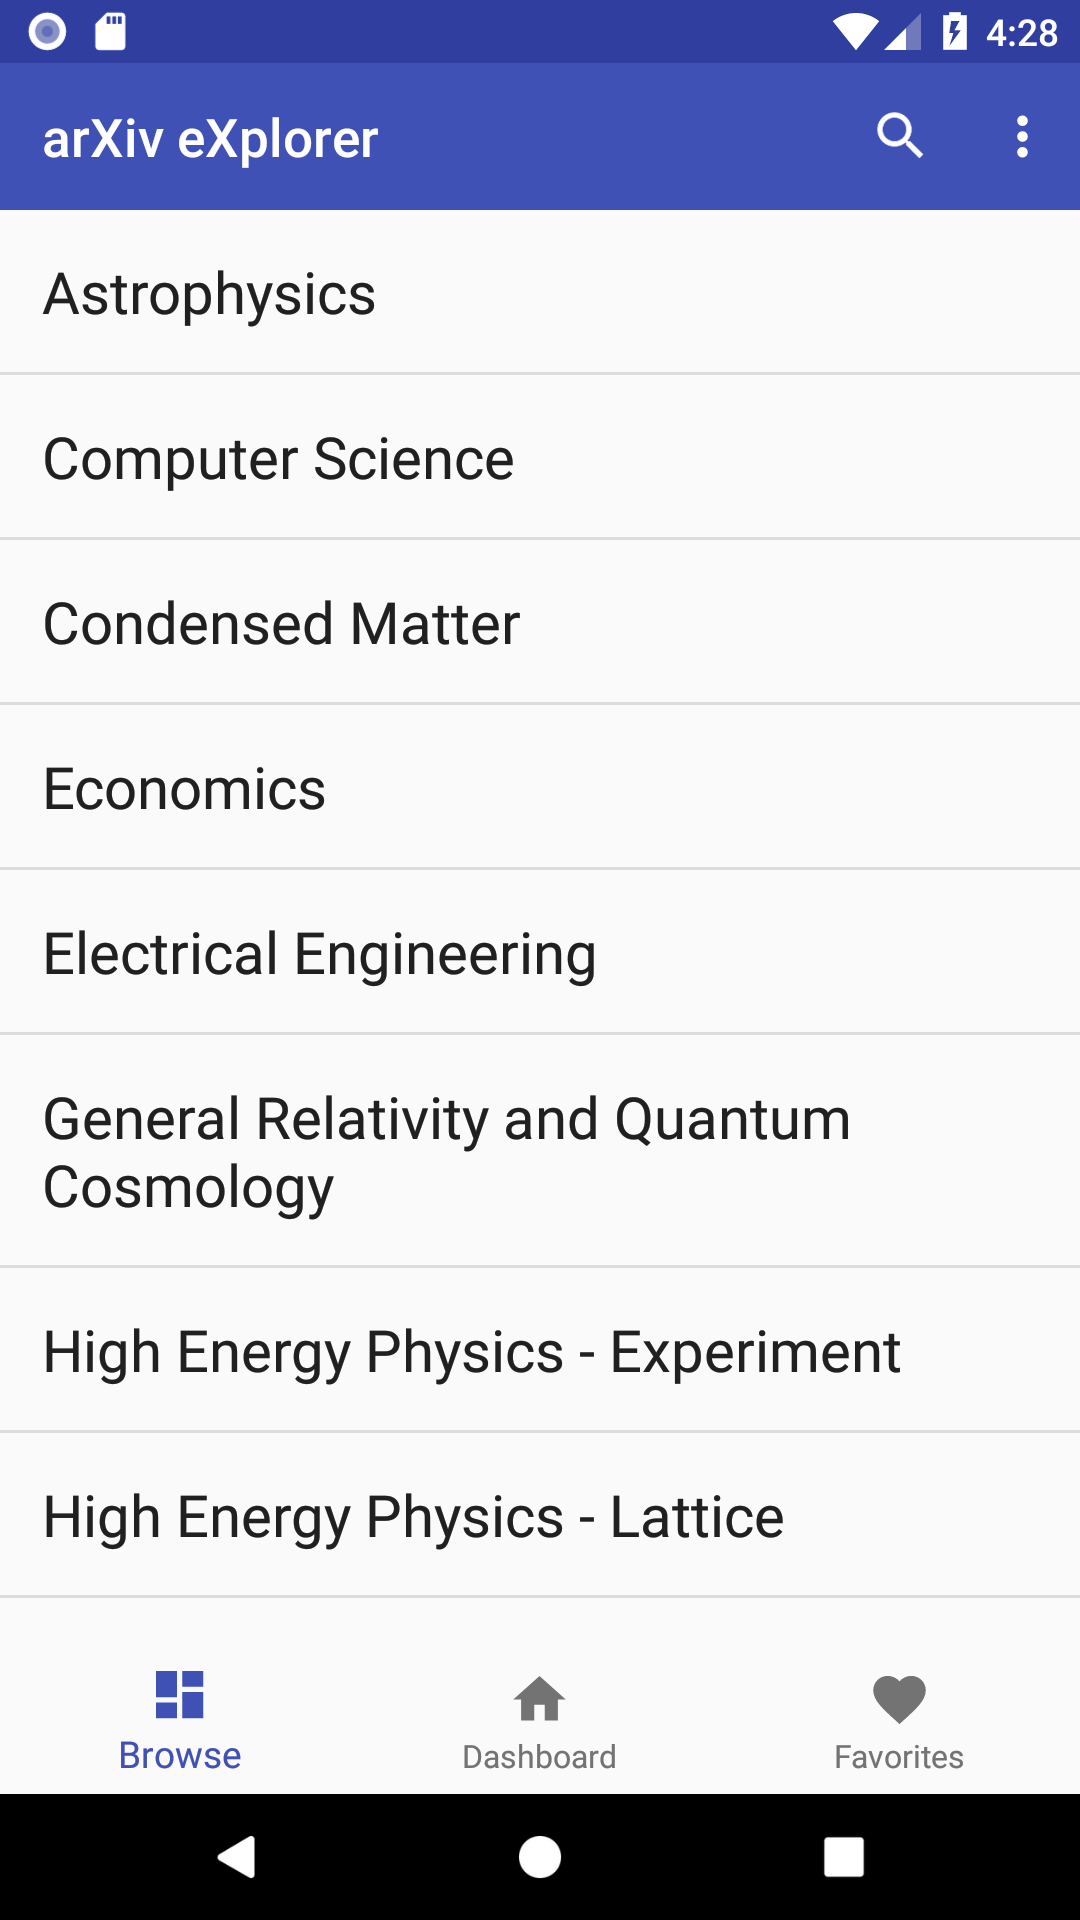 4:28
arXiv eXplorer
Astrophysics
Computer Science
Condensed Matter
Economics
Electrical Engineering
General Relativity and Quantum
Cosmology
High Energy Physics - Experiment
High Energy Physics - Lattice
Browse
Dashboard
Favorites